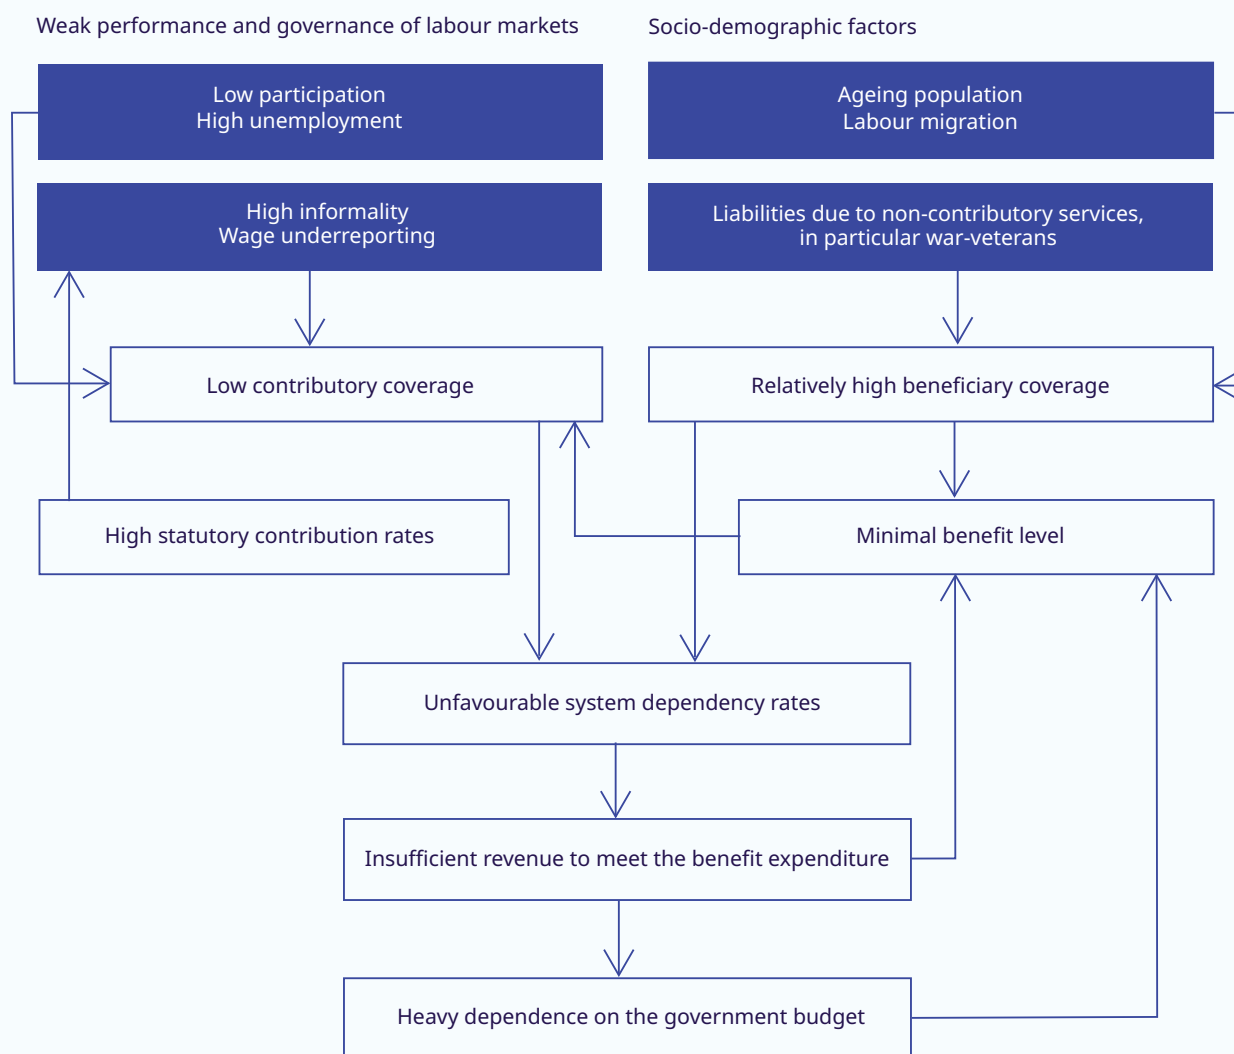 Weak performance and governance of labour markets
Socio-demographic factors
Low participation
High unemployment
Ageing population
Labour migration
High informality
Wage underreporting
Liabilities due to non-contributory services,
in particular war-veterans
Low contributory coverage
Relatively high beneficiary coverage
High statutory contribution rates
Minimal benefit level
Unfavourable system dependency rates
Insufficient revenue to meet the benefit expenditure
Heavy dependence on the government budget